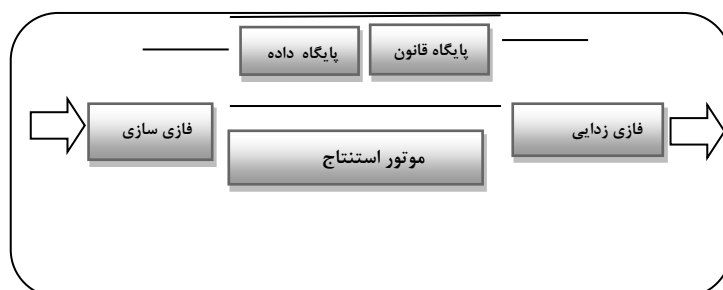 پایگاه قانون
پایگاه داده
فازی زدایی
فازی سازی
موتور استنتاج